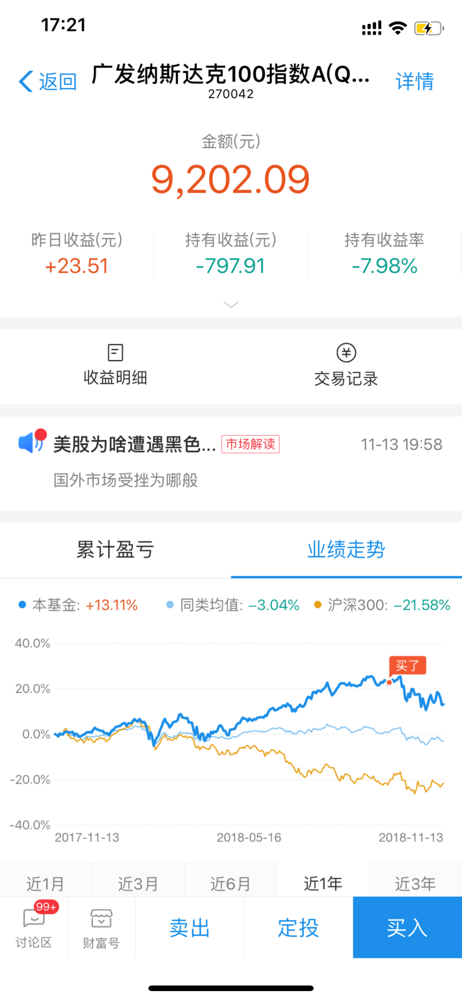 17:21
返回
广发纳斯达克100指数A(Q...
详情
270042
金额(元)
9,202.09
昨日收益(元) 持有收益(元) 持有收益率
+23.51 -797.91 -7.98%
收益明细 交易记录
美股为啥遭遇黑色... 市场解读 11-13 19:58
国外市场受挫为哪般
累计盈亏 业绩走势
本基金: +13.11% 同类均值: -3.04% 沪深300: -21.58%
40.0%
买了
20.0%
0.0%
-20.0%
-40.0%
2017-11-13 2018-05-16 2018-11-13
近1月 近3月 近6月 近1年 近3年
99+
讨论区 财富号 卖出 定投 买入